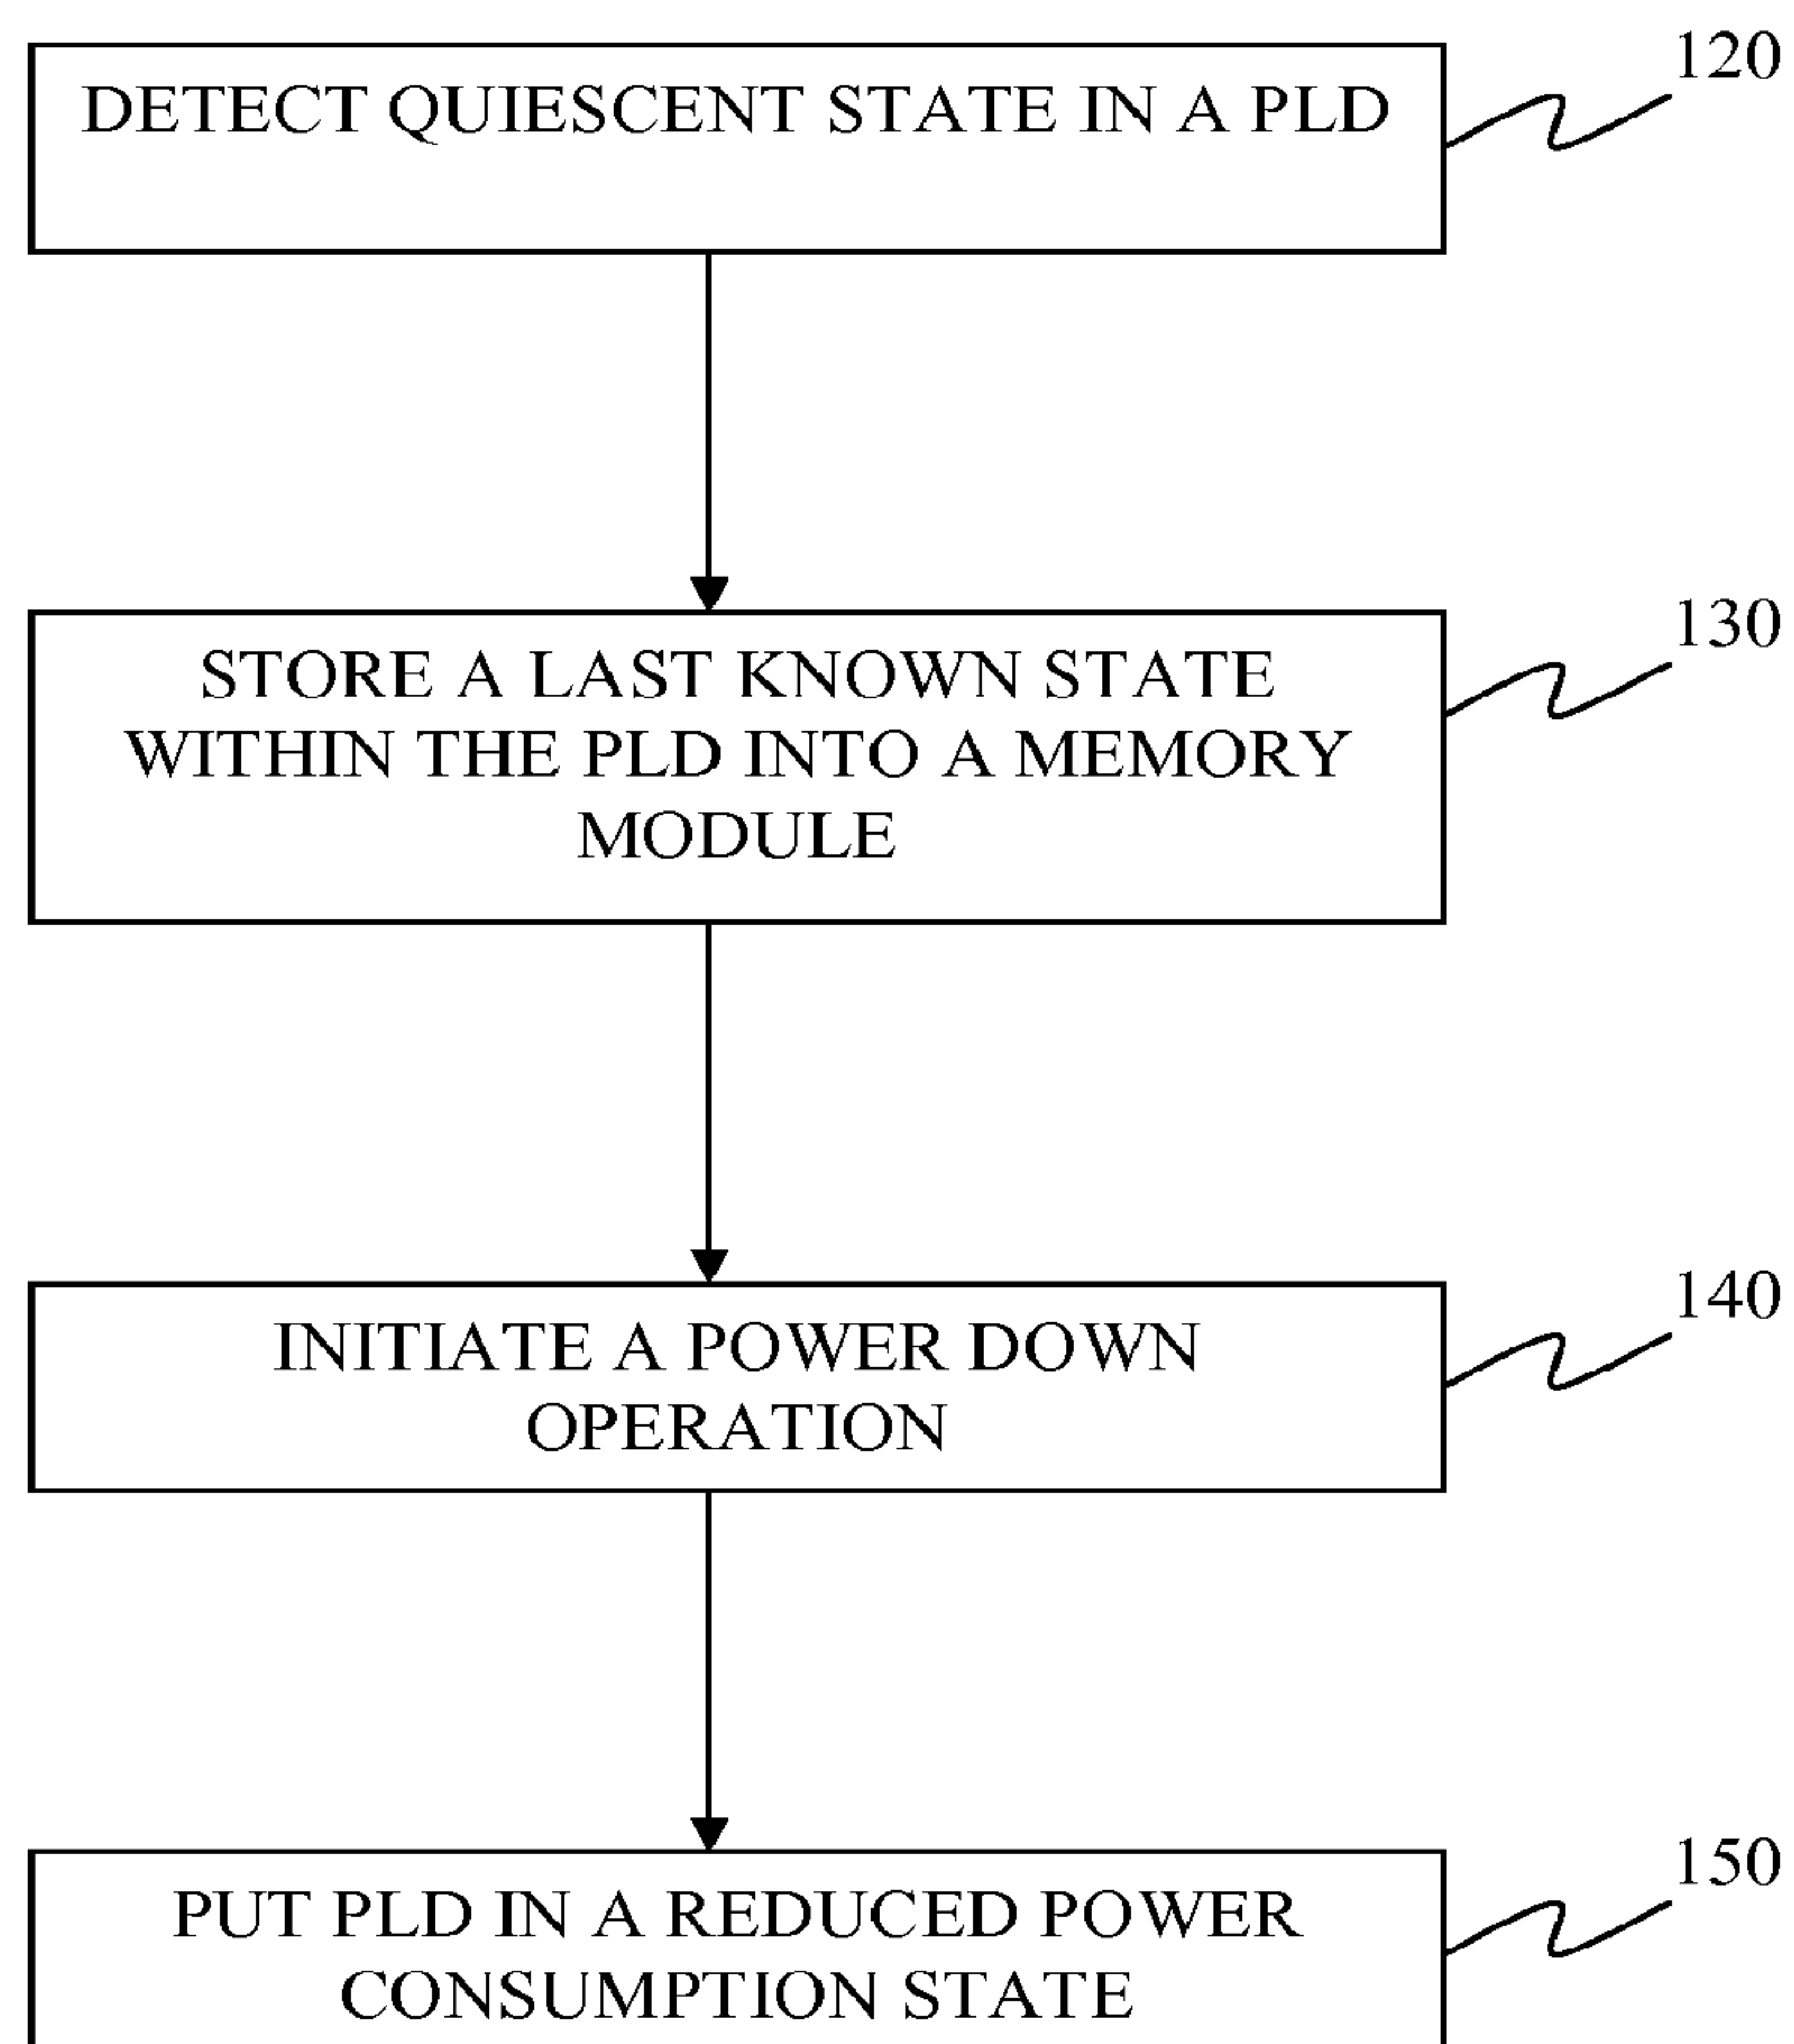 120
DETECT QUIESCENT STATE IN A PLD
130
STORE A LAST KNOWN STATE
WITHIN THE PLD INTO A MEMORY
MODULE
140
INITIATE A POWER DOWN
OPERATION
150
PUT PLD IN A REDUCED POWER
CONSUMPTION STATE